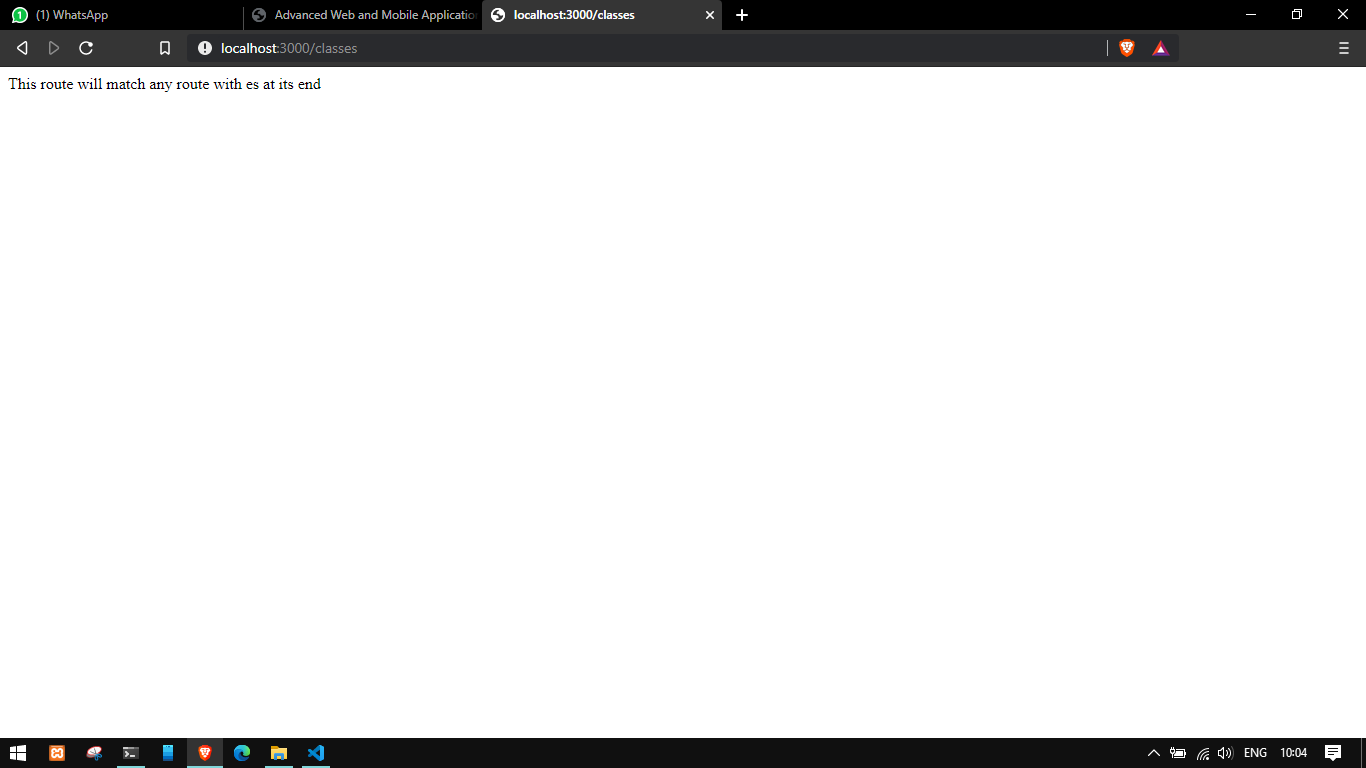 1 (1) WhatsApp
Advanced Web and Mobile Applicatio
localhost:3000/classes
localhost:3000/classes
This route will match any route with es at its end
ENG 10:04